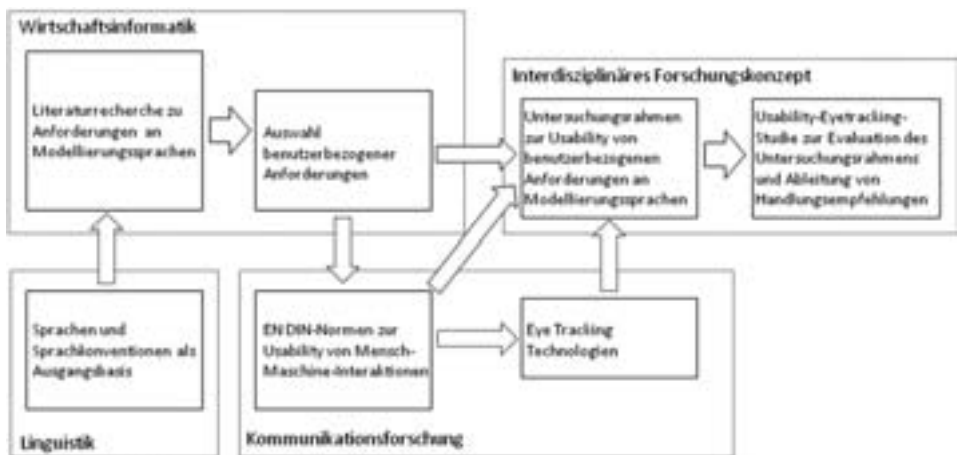 Wirtschaftsinformatik
Literaturrecherche zu
Anforderungen an
Modellierungssprachen
Auswahl
benutzerbezogener
Anforderungen
Interdisziplinäres Forschungskonzept
Untersuchungsrahmen
zur Usability von
benutzerbezogenen
Anforderungen an
Modellierungssprachen
Usability-Eyetracking-
Studie zur Evaluation des
Untersuchungsrahmens
und Ableitung von
Handlungsempfehlungen
Sprachen und
Sprachkonventionen als
Ausgangsbasis
Linguistik
EN DIN-Normen zur
Usability von Mensch-
Maschine-Interaktionen
Eye Tracking
Technologien
Kommunikationsforschung